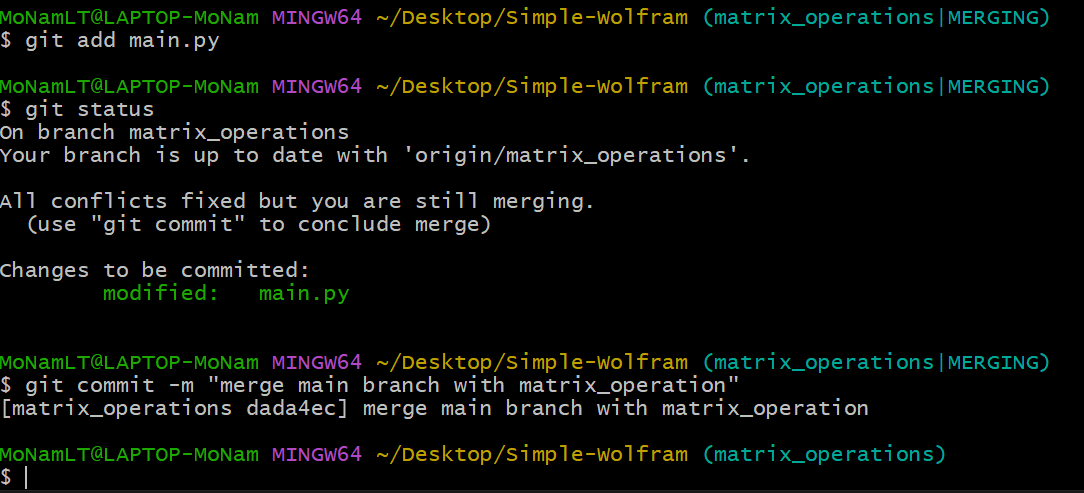 MoNamLT@LAPTOP-MoNam MINGW64 ~/Desktop/Simple-Wolfram (matrix_operations|MERGING)
$ git add main.py
MoNamLT@LAPTOP-MoNam MINGW64 ~/Desktop/Simple-Wolfram (matrix_operations|MERGING)
$ git status
On branch matrix_operations
Your branch is up to date with 'origin/matrix_operations'.
All conflicts fixed but you are still merging.
  (use "git commit" to conclude merge)
Changes to be committed:
        modified:   main.py
MoNamLT@LAPTOP-MoNam MINGW64 ~/Desktop/Simple-Wolfram (matrix_operations|MERGING)
$ git commit -m "merge main branch with matrix_operation"
[matrix_operations dada4ec] merge main branch with matrix_operation
MoNamLT@LAPTOP-MoNam MINGW64 ~/Desktop/Simple-Wolfram (matrix_operations)
$